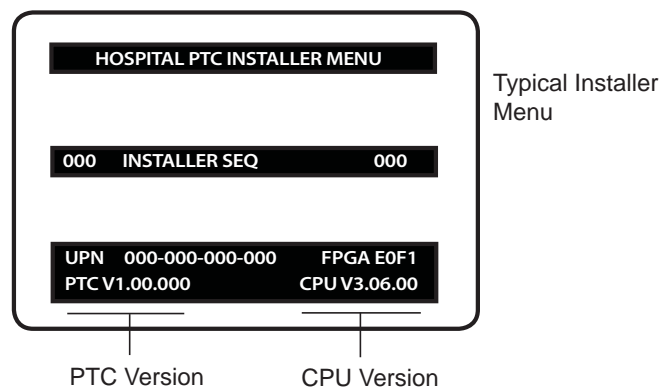 HOSPITAL PTC INSTALLER MENU
Typical Installer
Menu
000 INSTALLER SEQ 000
UPN 000-000-000-000 FPGA E0F1
PTC V1.00.000 CPU V3.06.00
PTC Version CPU Version